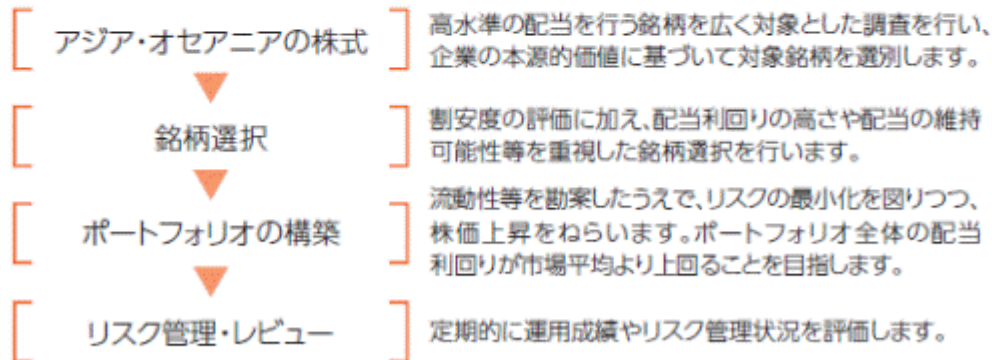 アジア・オセアニアの株式
高水準の配当を行う銘柄を広く対象とした調査を行い、
企業の本源的価値に基づいて対象銘柄を選別します。
銘柄選択
割安度の評価に加え、配当利回りの高さや配当の維持
可能性等を重視した銘柄選択を行います。
ポートフォリオの構築
流動性等を勘案したうえで、リスクの最小化を図りつつ、
株価上昇をねらいます。ポートフォリオ全体の配当
利回りが市場平均より上回ることを目指します。
リスク管理・レビュー
定期的に運用成績やリスク管理状況を評価します。